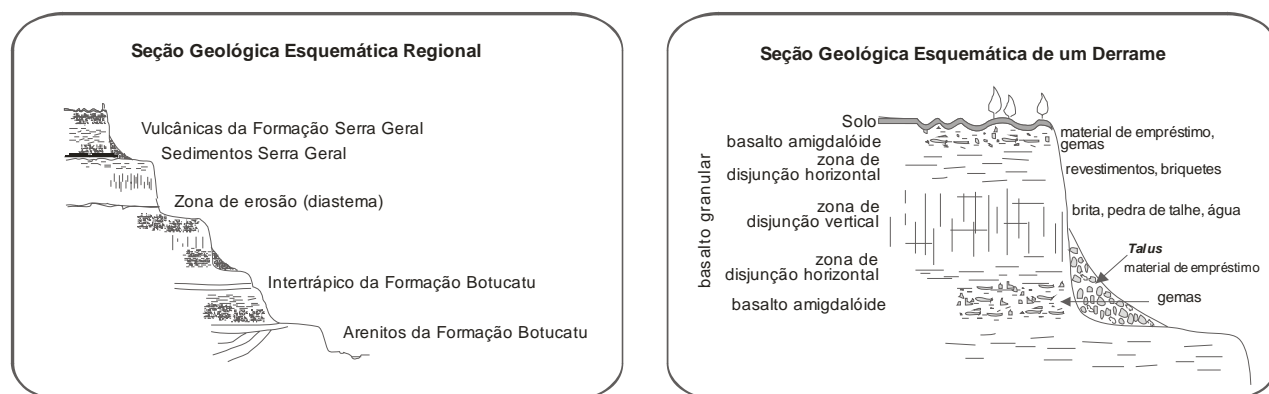 Seção Geológica Esquemática Regional
Vulcânicas da Formação Serra Geral
Sedimentos Serra Geral
Zona de erosão (diastema)
Intertrápico da Formação Botucatu
Arenitos da Formação Botucatu
Seção Geológica Esquemática de um Derrame
basalto granular
Solo
basalto amigdalóide
zona de
disjunção horizontal
zona de
disjunção vertical
zona de
disjunção horizontal
basalto amigdalóide
material de empréstimo,
gemas
revestimentos, briquetes
brita, pedra de talhe, água
Talus
material de empréstimo
gemas